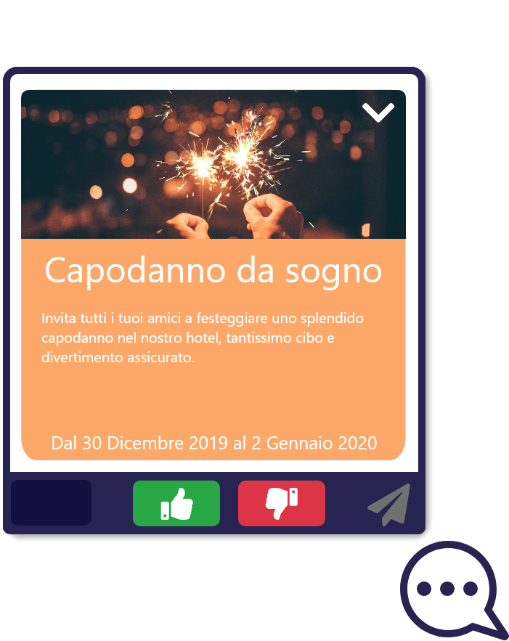 Capodanno da sogno
Invita tutti i tuoi amici a festeggiare uno splendido
capodanno nel nostro hotel, tantissimo cibo e
divertimento assicurato.
Dal 30 Dicembre 2019 al 2 Gennaio 2020